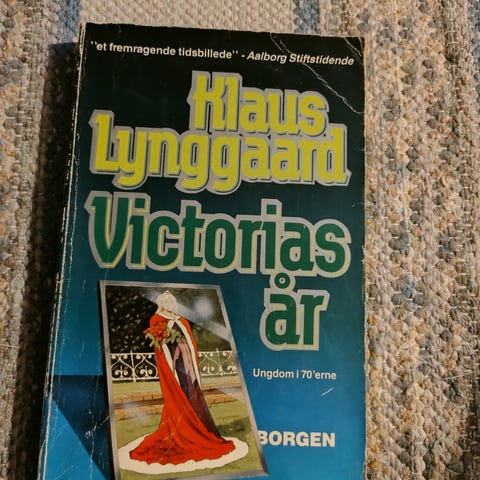 "et fremragende tidsbillede" - Aalborg Stiftstidende
Klaus
Lynggaard
Victorias
år
Ungdom i 70'erne
BORGEN